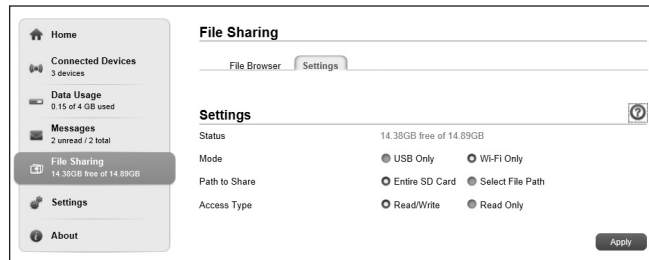 Home
Connected Devices
3 devices
Data Usage
0.15 of 4 GB used
Messages
2 unread / 2 total
File Sharing
14.38GB free of 14.89GB
Settings
About
File Sharing
File Browser Settings
Settings
Status 14.38GB free of 14.89GB
Mode USB Only Wi-Fi Only
Path to Share Entire SD Card Select File Path
Access Type Read/Write Read Only
Apply